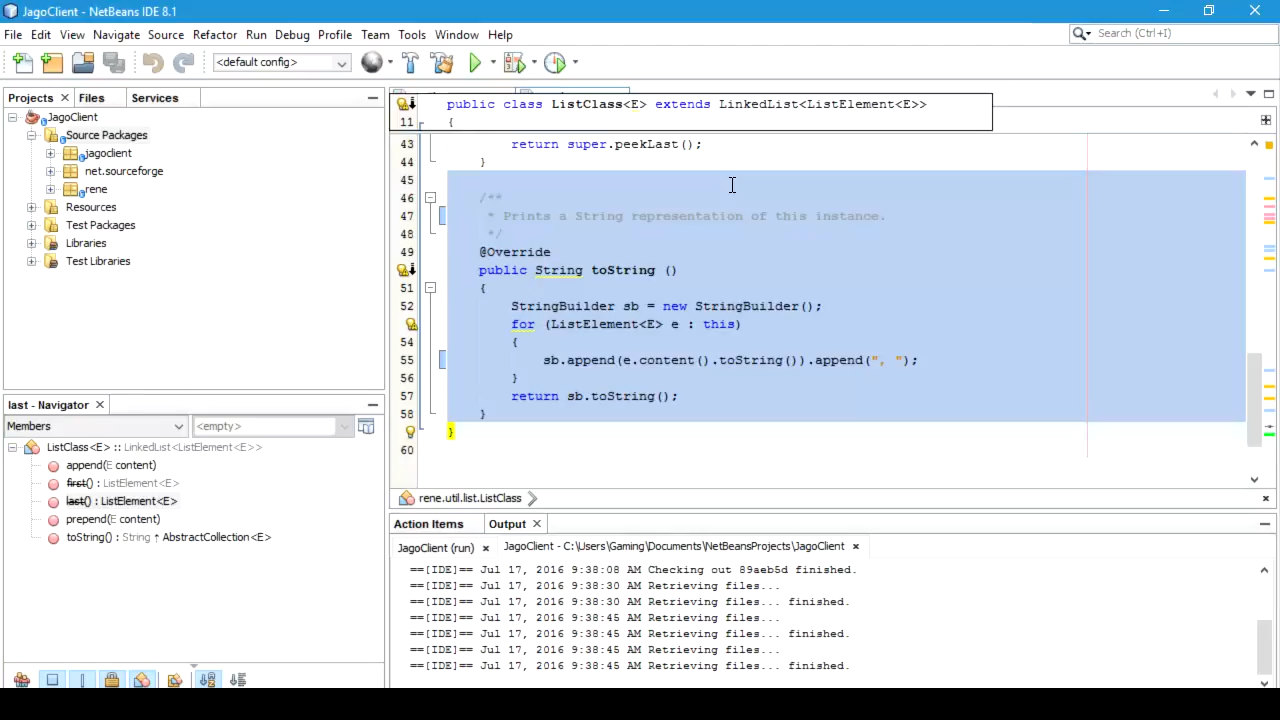 JagoClient - NetBeans IDE 8.1
File Edit View Navigate Source Refactor Run Debug Profile Team Tools Window Help
Search (Ctrl+I)
<default config>
Projects Files Services
JagoClient
Source Packages
jagoclient
net.sourceforge
rene
Resources
Test Packages
Libraries
Test Libraries
last - Navigator
Members
<empty>
ListClass<E> :: LinkedList<ListElement<E>>
append(E content)
first() : ListElement<E>
last() : ListElement<E>
prepend(E content)
toString() : String ↑ AbstractCollection<E>
public class ListClass<E> extends LinkedList<ListElement<E>>
11 {
43 return super.peekLast();
44 }
45
46 /**
47 * Prints a String representation of this instance.
48 */
49 @Override
public String toString ()
51 {
52 StringBuilder sb = new StringBuilder();
for (ListElement<E> e : this)
54 {
55 sb.append(e.content().toString()).append(", ");
56 }
57 return sb.toString();
58 }
}
60
rene.util.list.ListClass
Action Items Output
JagoClient (run) JagoClient - C:\Users\Gaming\Documents\NetBeansProjects\JagoClient
==[IDE]== Jul 17, 2016 9:38:08 AM Checking out 89aeb5d finished.
==[IDE]== Jul 17, 2016 9:38:30 AM Retrieving files...
==[IDE]== Jul 17, 2016 9:38:30 AM Retrieving files... finished.
==[IDE]== Jul 17, 2016 9:38:45 AM Retrieving files...
==[IDE]== Jul 17, 2016 9:38:45 AM Retrieving files... finished.
==[IDE]== Jul 17, 2016 9:38:45 AM Retrieving files...
==[IDE]== Jul 17, 2016 9:38:45 AM Retrieving files... finished.